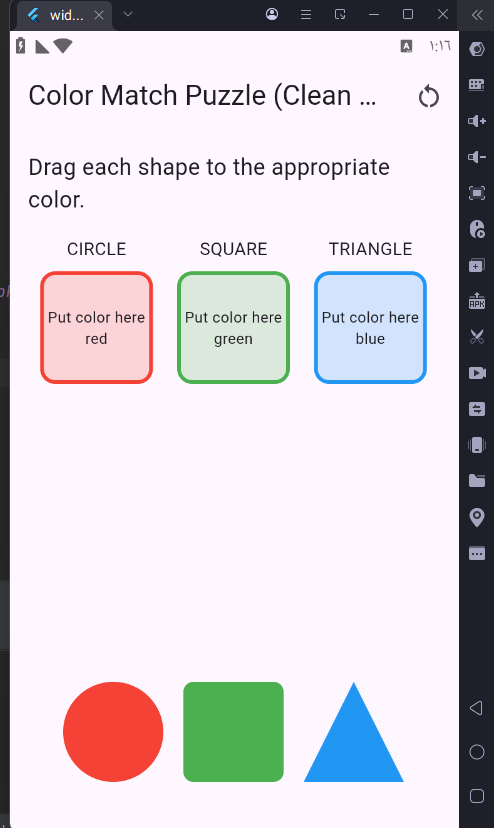 wid...
١:١٦
Color Match Puzzle (Clean ...
Drag each shape to the appropriate
color.
CIRCLE
SQUARE
TRIANGLE
Put color here
red
Put color here
green
Put color here
blue
APK